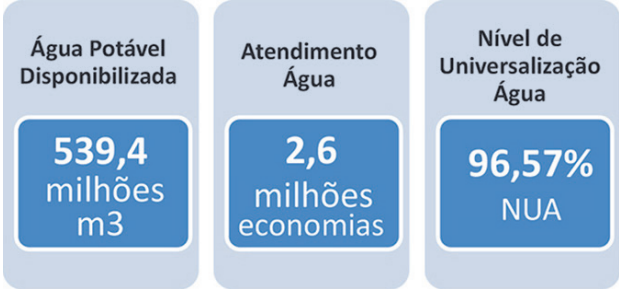 Água Potável
Disponibilizada
539,4
milhões
m3
Atendimento
Água
2,6
milhões
economias
Nível de
Universalização
Água
96,57%
NUA